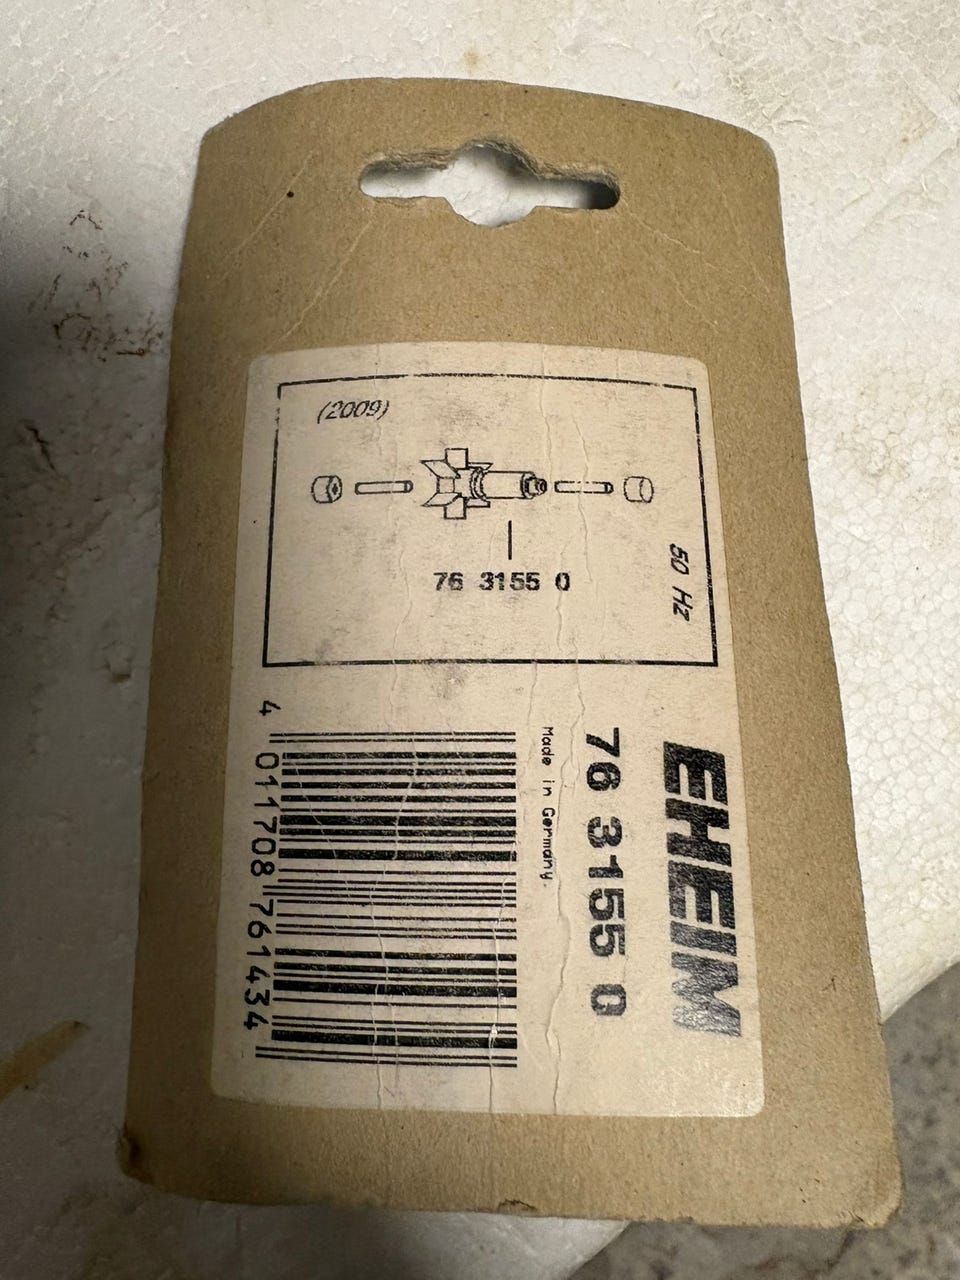 (2009)
76 3155 0
50 Hz
EHEIM
76 3155 0
Made in Germany.
4 011708 761434